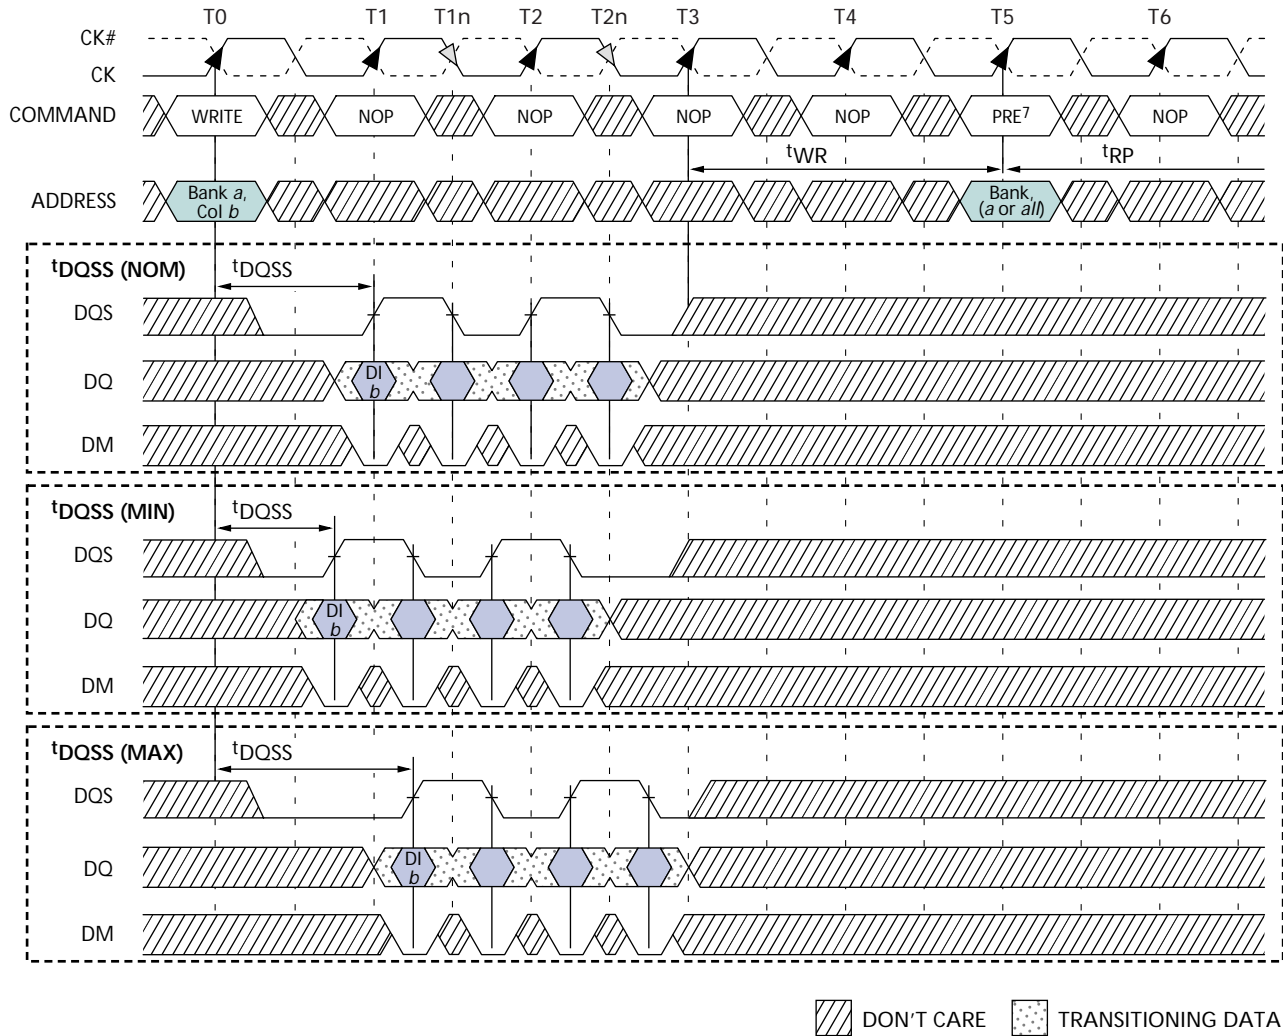 T0 T1 T1n T2 T2n T3 T4 T5 T6
CK#
CK
COMMAND WRITE NOP NOP NOP NOP PRE7 NOP
tWR tRP
ADDRESS Bank a, Col b Bank, (a or all)
tDQSS (NOM) tDQSS
DQS
DQ DI b
DM
tDQSS (MIN) tDQSS
DQS
DQ DI b
DM
tDQSS (MAX) tDQSS
DQS
DQ DI b
DM
DON'T CARE TRANSITIONING DATA